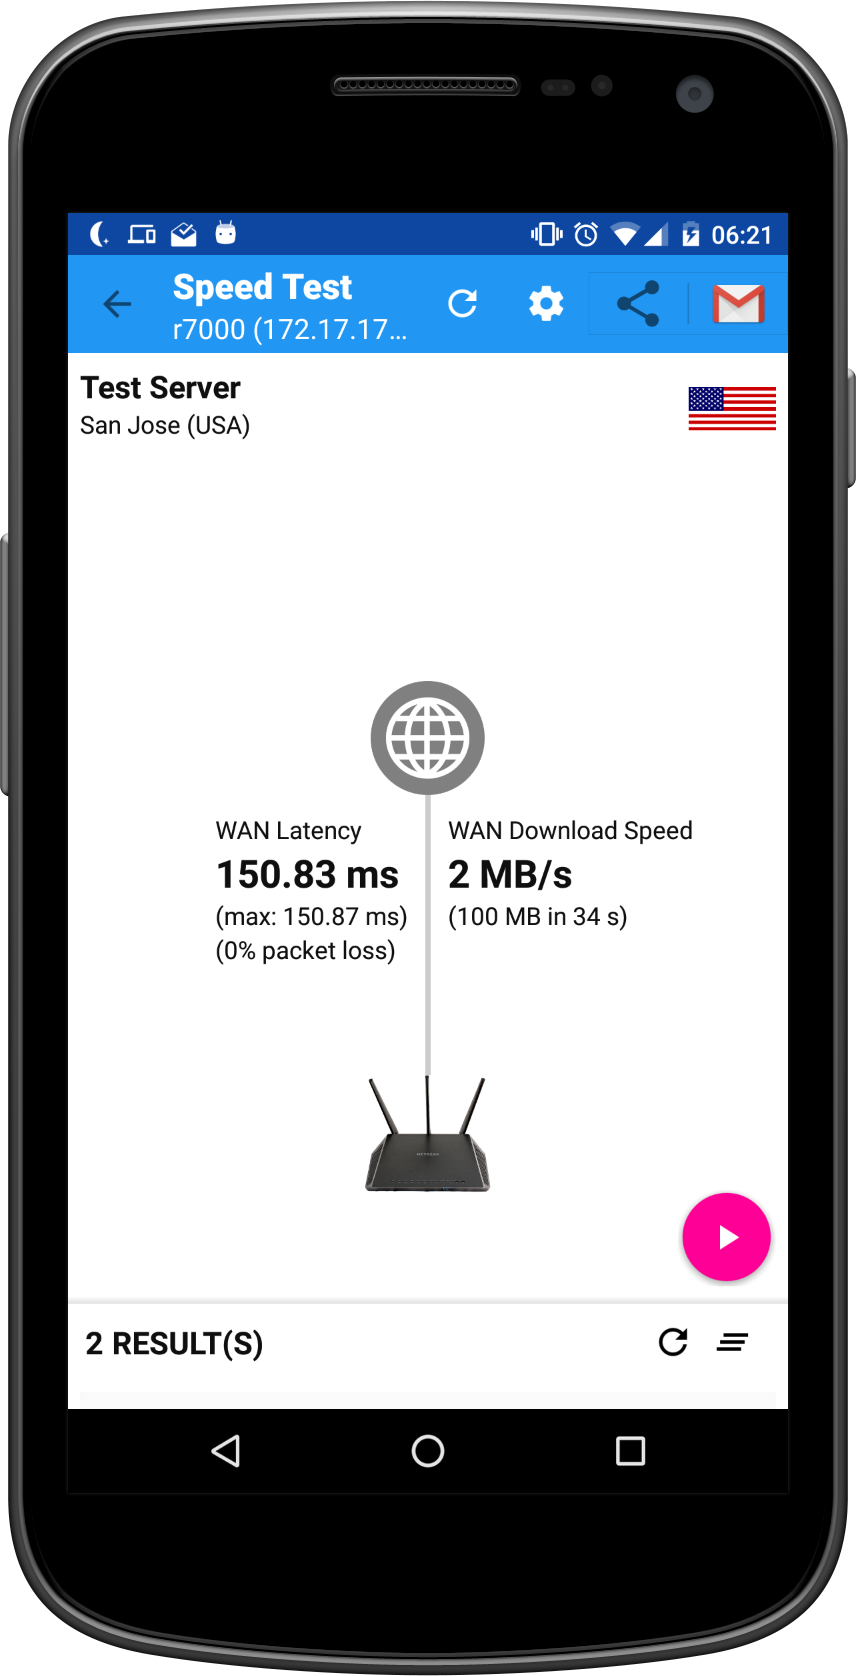 06:21
Speed Test
r7000 (172.17.17...
Test Server
San Jose (USA)
WAN Latency
150.83 ms
(max: 150.87 ms)
(0% packet loss)
WAN Download Speed
2 MB/s
(100 MB in 34 s)
NETGEAR
2 RESULT(S)